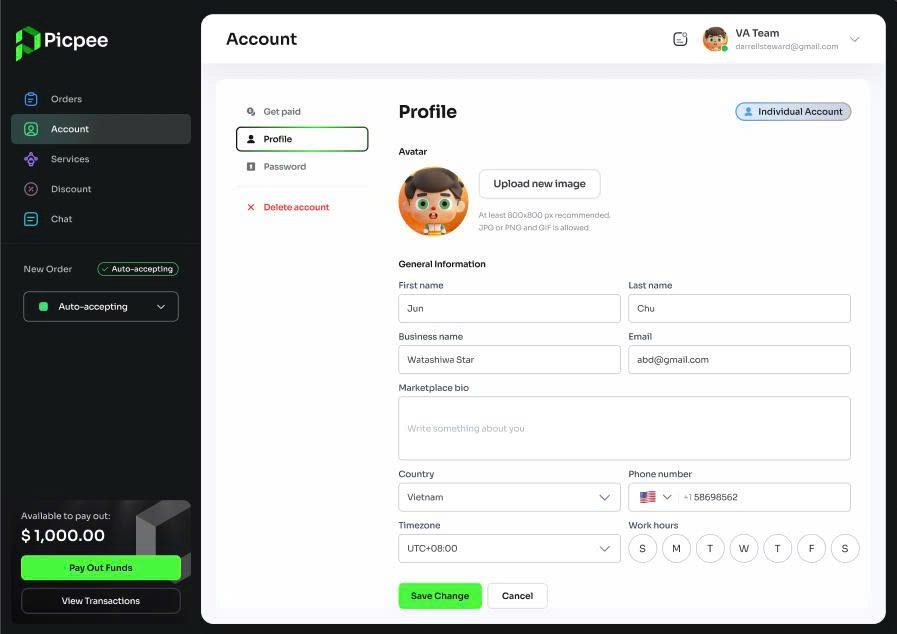 Picpee
Orders
Account
Services
Discount
Chat
New Order
Auto-accepting
Auto-accepting
Available to pay out:
$ 1,000.00
Pay Out Funds
View Transactions
Account
VA Team
darrellsteward@gmail.com
Get paid
Profile
Password
Delete account
Profile
Individual Account
Avatar
Upload new image
At least 800x800 px recommended.
JPG or PNG and GIF is allowed.
General Information
First name
Last name
Jun
Chu
Business name
Email
Watashiwa Star
abd@gmail.com
Marketplace bio
Write something about you
Country
Phone number
Vietnam
+1 58698562
Timezone
Work hours
UTC+08:00
S M T W T F S
Save Change
Cancel